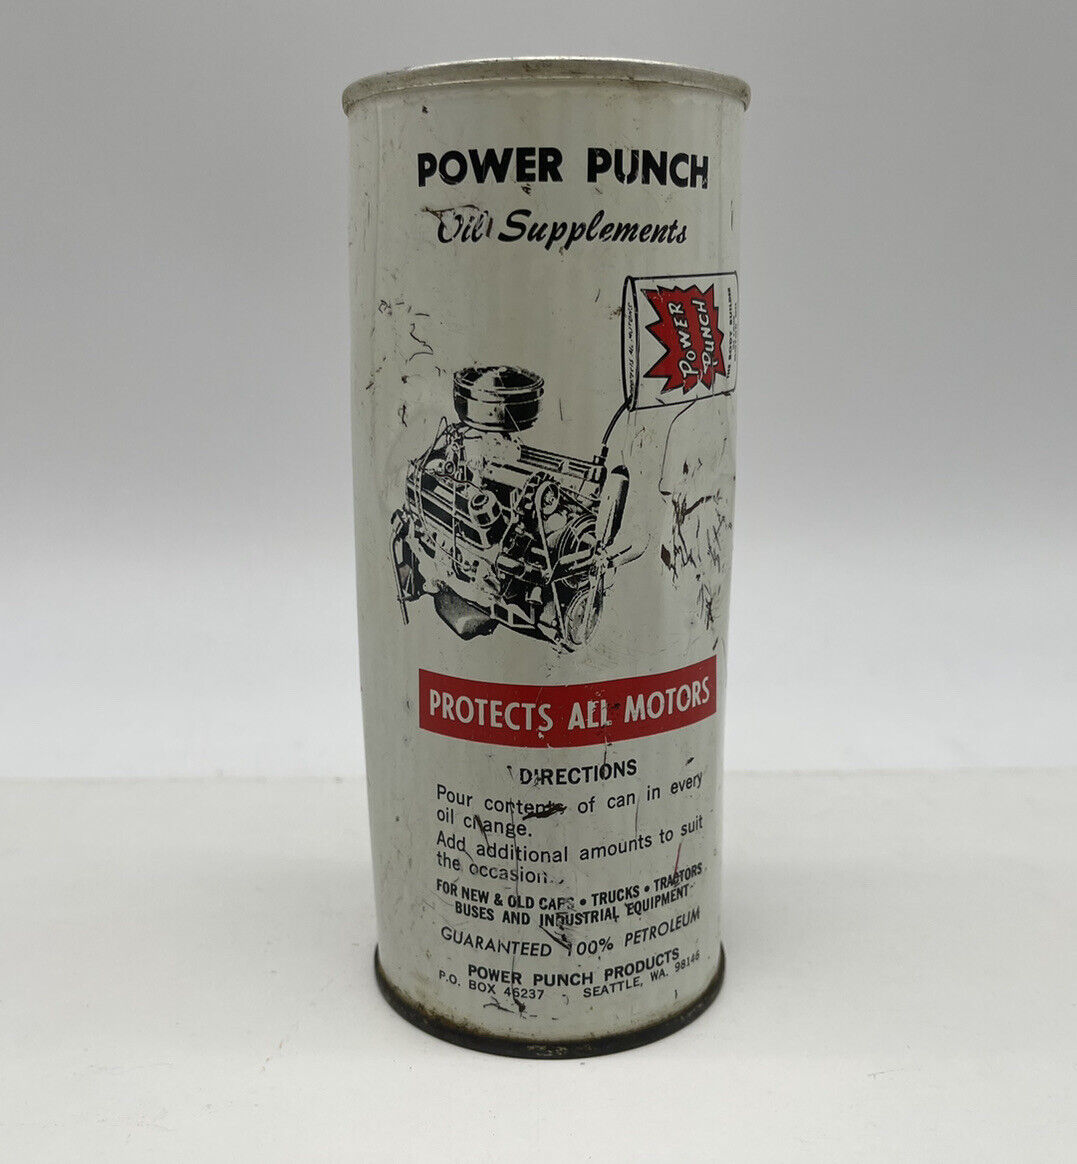 POWER PUNCH
Oil Supplements
POWER
PUNCH
PROTECTS ALL MOTORS
DIRECTIONS
Pour contents of can in every
oil change.
Add additional amounts to suit
the occasion...
FOR NEW & OLD CARS • TRUCKS • TRACTORS
BUSES AND INDUSTRIAL EQUIPMENT
GUARANTEED 100% PETROLEUM
POWER PUNCH PRODUCTS
P.O. BOX 46237 SEATTLE, WA. 98146